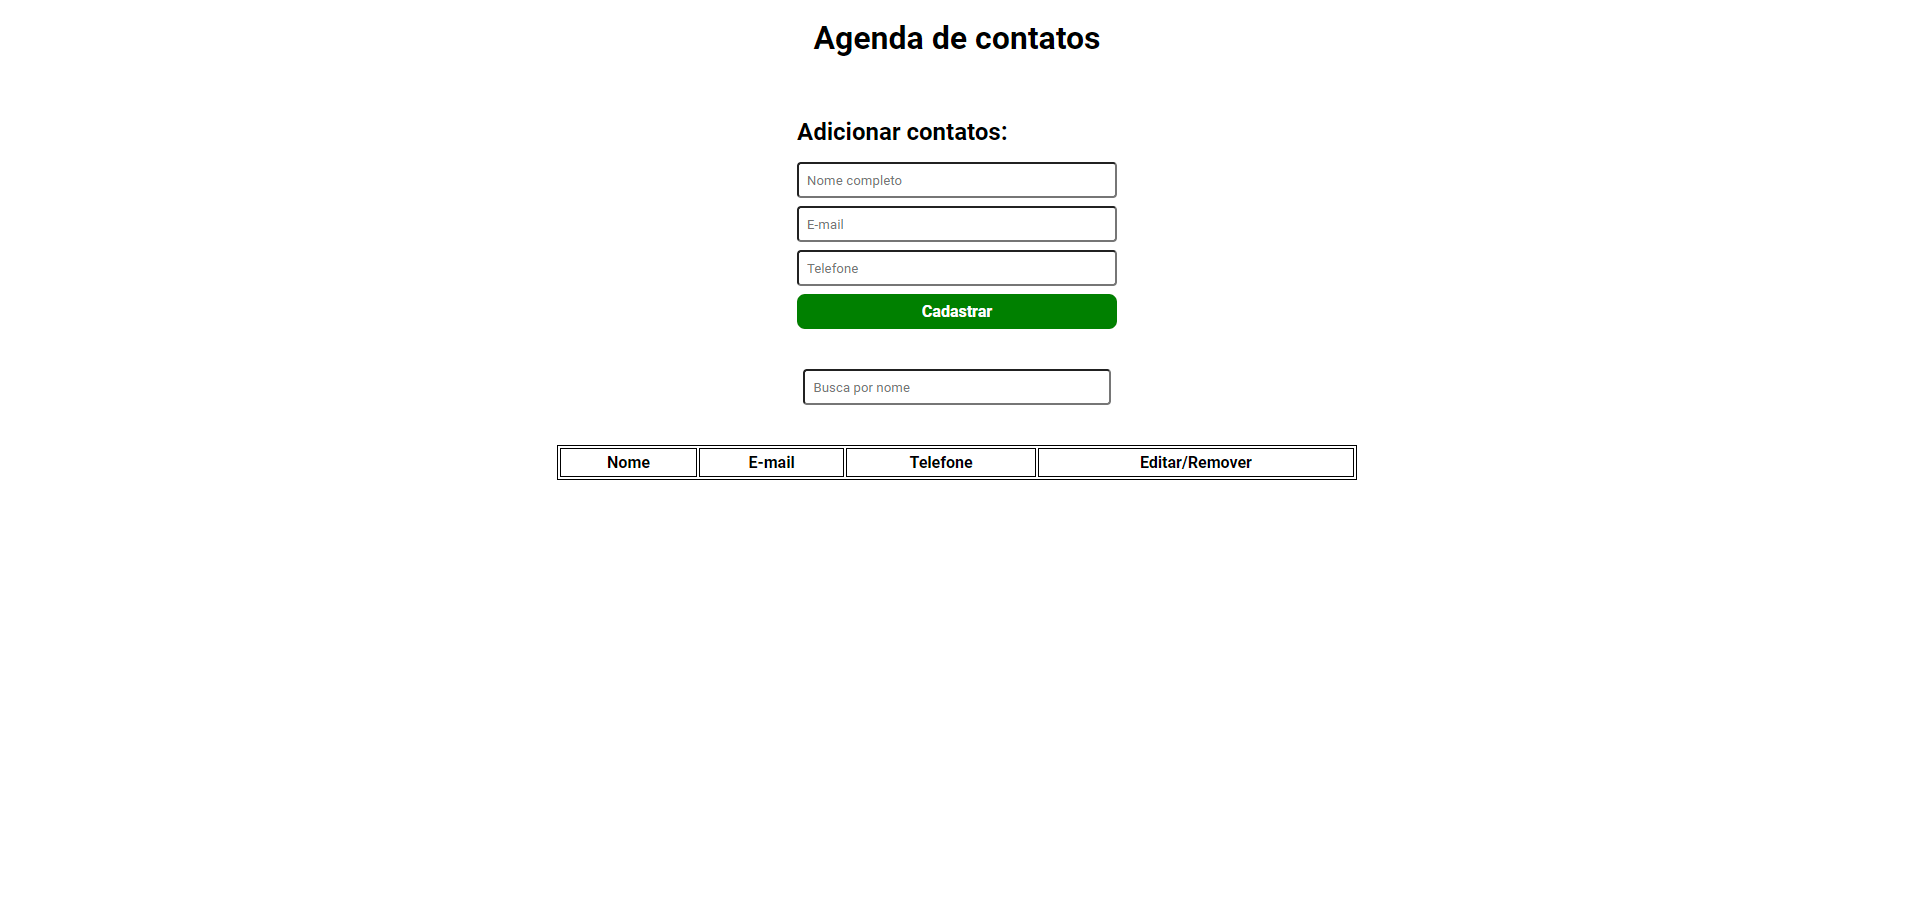 Agenda de contatos
Adicionar contatos:
Nome completo
E-mail
Telefone
Cadastrar
Busca por nome
Nome E-mail Telefone Editar/Remover